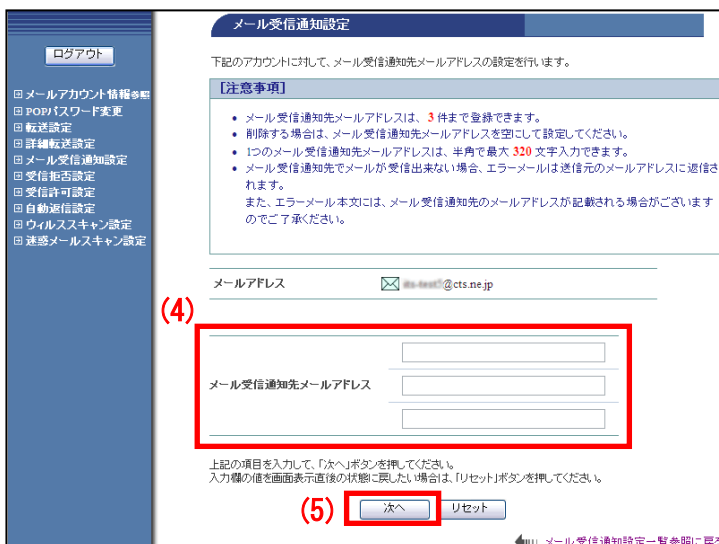 メール受信通知設定
ログアウト
下記のアカウントに対して、メール受信通知先メールアドレスの設定を行います。
メールアカウント情報参照
POPパスワード変更
転送設定
詳細転送設定
メール受信通知設定
受信拒否設定
受信許可設定
自動返信設定
ウィルススキャン設定
迷惑メールスキャン設定
[注意事項]
• メール受信通知先メールアドレスは、3件まで登録できます。
• 削除する場合は、メール受信通知先メールアドレスを空にして設定してください。
• 1つのメール受信通知先メールアドレスは、半角で最大 320 文字入力できます。
• メール受信通知先でメールが受信出来ない場合、エラーメールは送信元のメールアドレスに返信さ
れます。
また、エラーメール本文には、メール受信通知先のメールアドレスが記載される場合がございます
のでご了承ください。
メールアドレス
@cts.ne.jp
(4)
メール受信通知先メールアドレス
上記の項目を入力して、「次へ」ボタンを押してください。
入力欄の値を画面表示直後の状態に戻したい場合は、「リセット」ボタンを押してください。
(5)
次へ
リセット
メール受信通知設定一覧参照に戻る